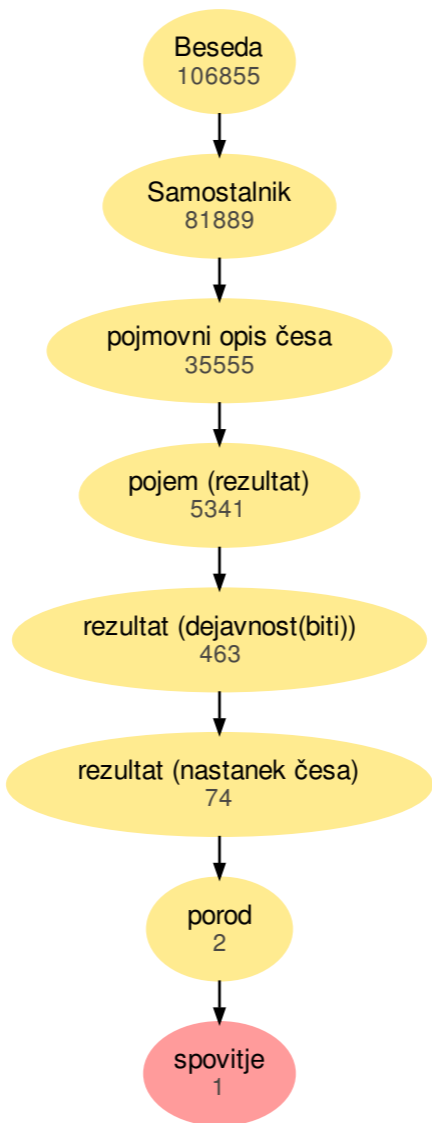 Beseda
106855
Samostalnik
81889
pojmovni opis česa
35555
pojem (rezultat)
5341
rezultat (dejavnost(biti))
463
rezultat (nastanek česa)
74
porod
2
spovitje
1